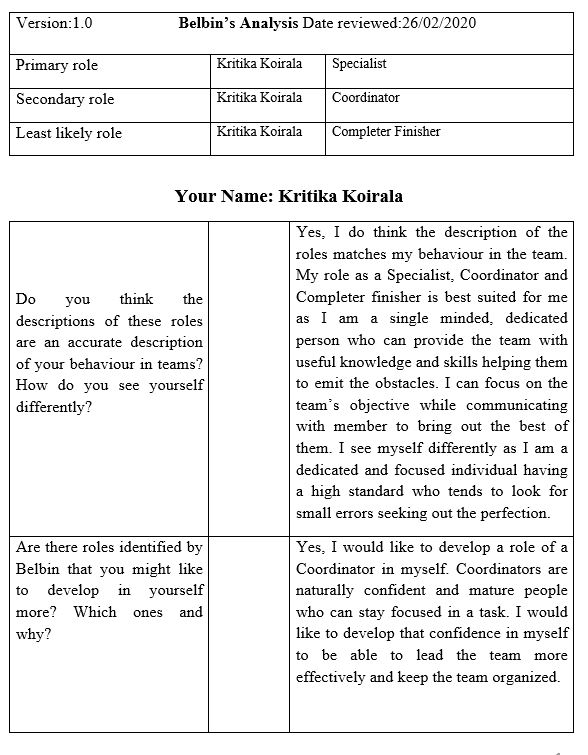 Version:1.0 Belbin's Analysis Date reviewed:26/02/2020
Primary role Kritika Koirala Specialist
Secondary role Kritika Koirala Coordinator
Least likely role Kritika Koirala Completer Finisher
Your Name: Kritika Koirala
Do you think the
descriptions of these roles
are an accurate description
of your behaviour in teams?
How do you see yourself
differently?
Yes, I do think the description of the
roles matches my behaviour in the team.
My role as a Specialist, Coordinator and
Completer finisher is best suited for me
as I am a single minded, dedicated
person who can provide the team with
useful knowledge and skills helping them
to emit the obstacles. I can focus on the
team's objective while communicating
with member to bring out the best of
them. I see myself differently as I am a
dedicated and focused individual having
a high standard who tends to look for
small errors seeking out the perfection.
Are there roles identified by
Belbin that you might like
to develop in yourself
more? Which ones and
why?
Yes, I would like to develop a role of a
Coordinator in myself. Coordinators are
naturally confident and mature people
who can stay focused in a task. I would
like to develop that confidence in myself
to be able to lead the team more
effectively and keep the team organized.